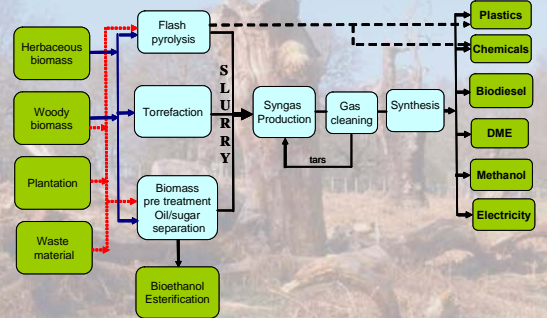 Herbaceous
biomass
Woody
biomass
Plantation
Waste
material
Flash
pyrolysis
Torrefaction
Biomass
pre treatment
Oil/sugar
separation
Bioethanol
Esterification
SLURRY
Syngas
Production
Gas
cleaning
tars
Synthesis
Plastics
Chemicals
Biodiesel
DME
Methanol
Electricity